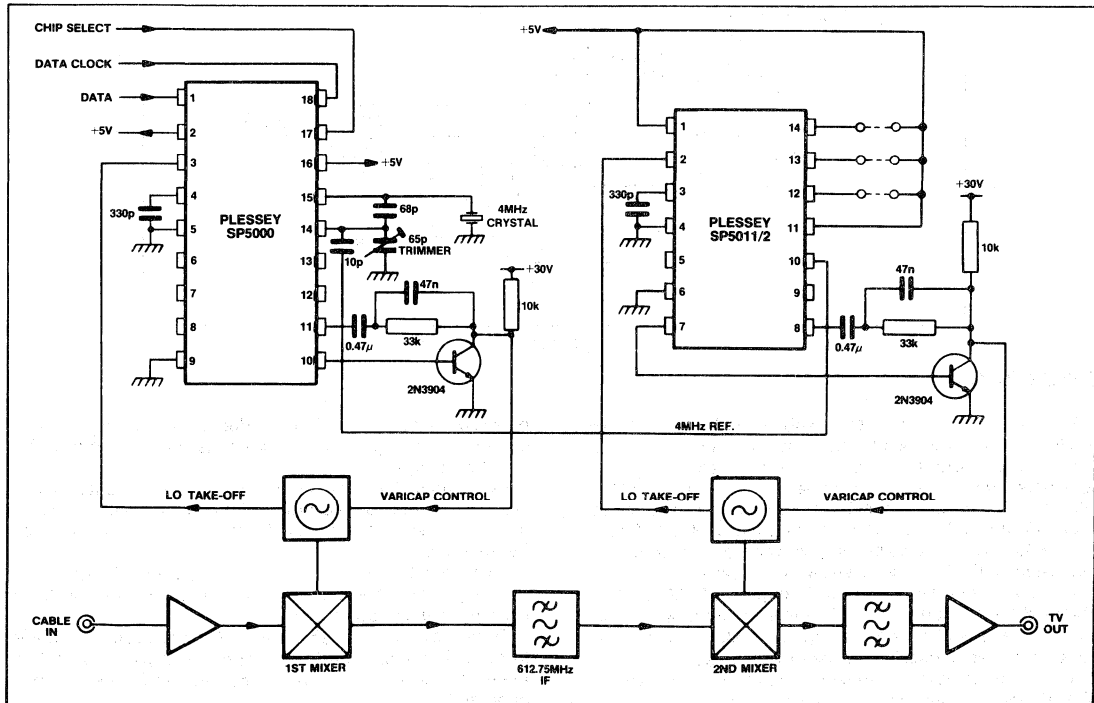 CHIP SELECT
DATA CLOCK
DATA
+5V
1
2
3
4
5
6
7
8
9
18
17
16
15
14
13
12
11
10
PLESSEY
SP5000
330p
+5V
68p
4MHz
CRYSTAL
65p
TRIMMER
10p
47n
+30V
10k
0.47µ
33k
2N3904
+5V
1
2
3
4
5
6
7
14
13
12
11
10
9
8
PLESSEY
SP5011/2
330p
+30V
10k
47n
0.47µ
33k
2N3904
4MHz REF.
LO TAKE-OFF
VARICAP CONTROL
LO TAKE-OFF
VARICAP CONTROL
CABLE
IN
1ST MIXER
612.75MHz
IF
2ND MIXER
TV
OUT